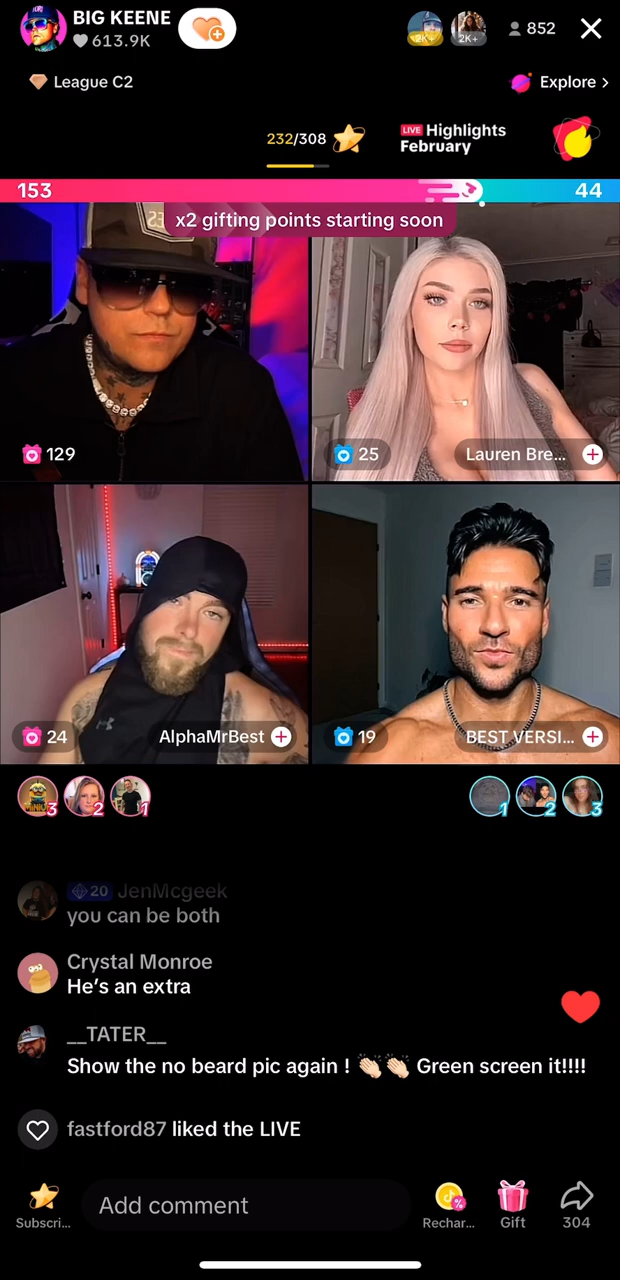 BIG KEENE
613.9K
2K+
2K+
852
League C2
Explore >
232/308
LIVE Highlights
February
153
44
x2 gifting points starting soon
23
129
25
Lauren Bre...
24
AlphaMrBest
19
BEST VERSI...
3
2
1
1
2
3
20 JenMcgeek
you can be both
Crystal Monroe
He's an extra
__TATER__
Show the no beard pic again ! 👏🏻👏🏻 Green screen it!!!!
fastford87 liked the LIVE
Subscri...
Add comment
Rechar...
Gift
304